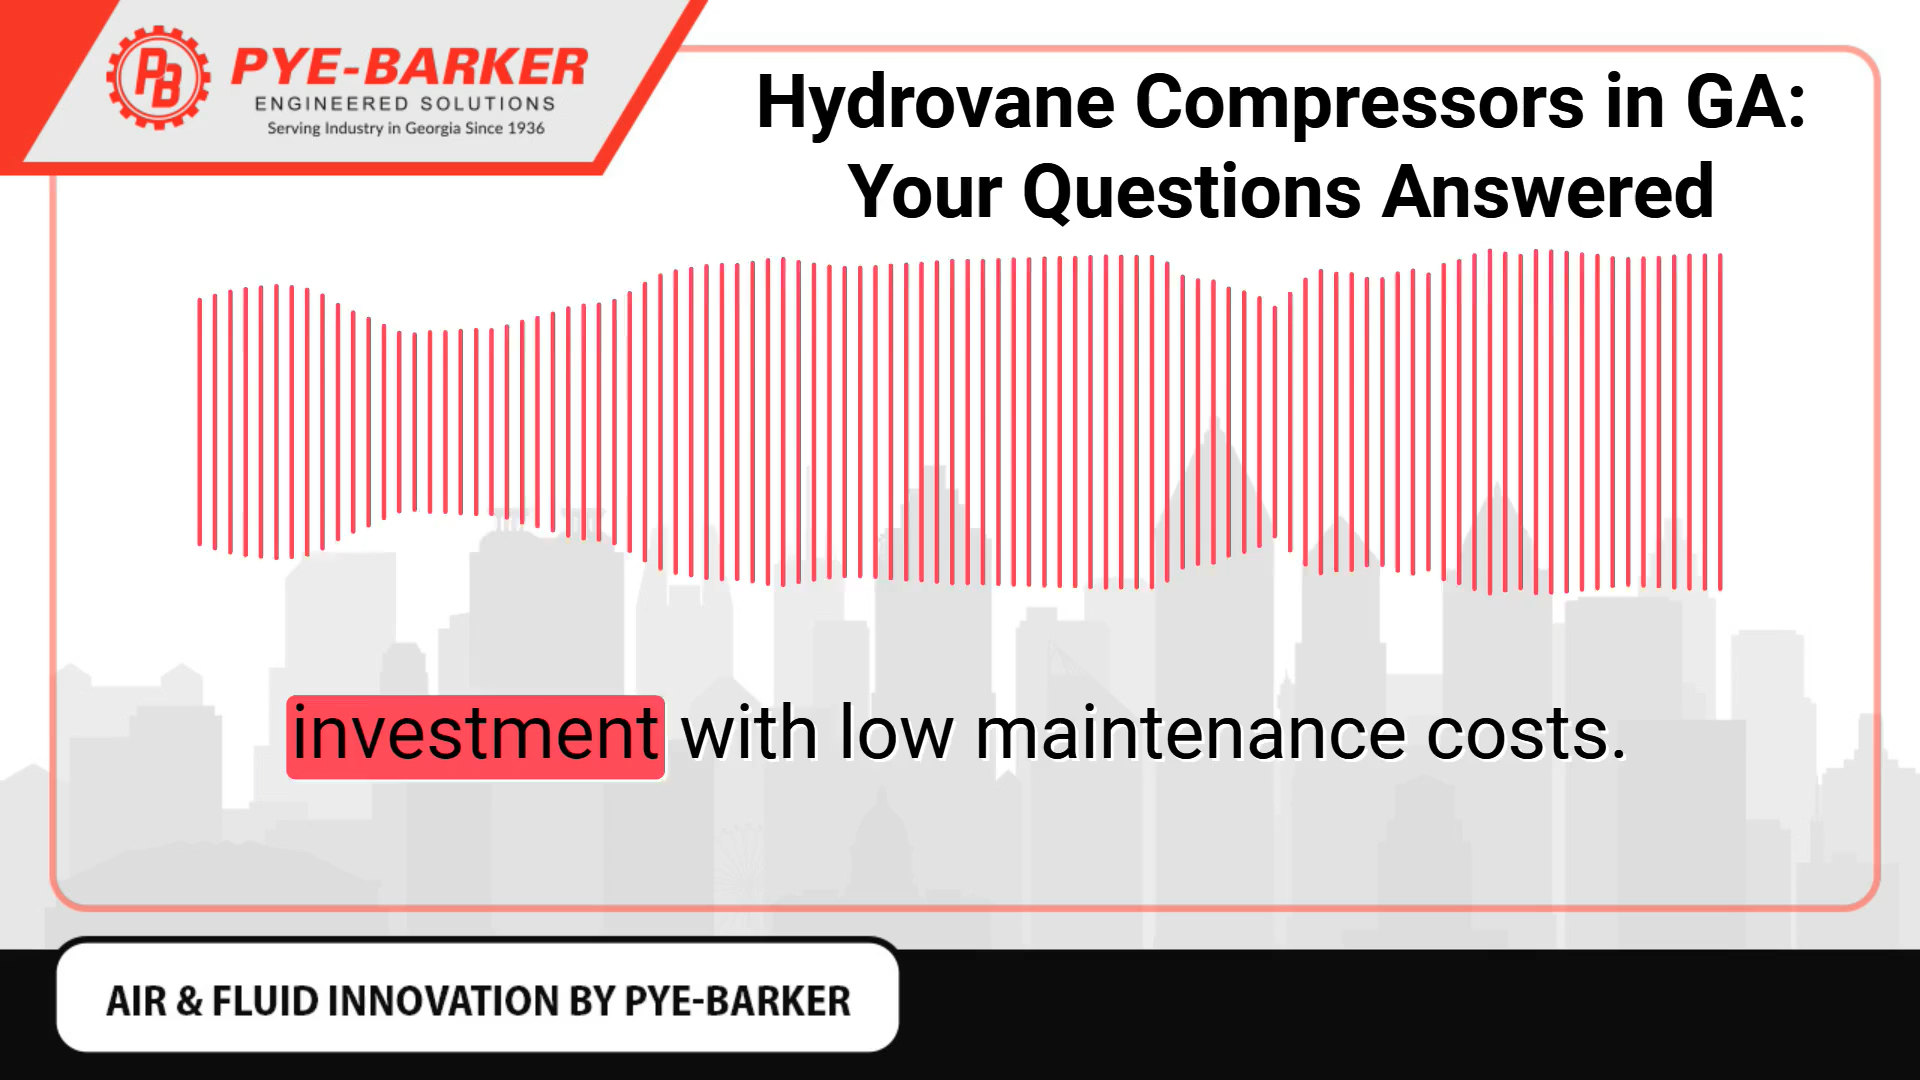 PB
PYE-BARKER
ENGINEERED SOLUTIONS
Serving Industry in Georgia Since 1936
Hydrovane Compressors in GA:
Your Questions Answered
investment with low maintenance costs.
AIR & FLUID INNOVATION BY PYE-BARKER